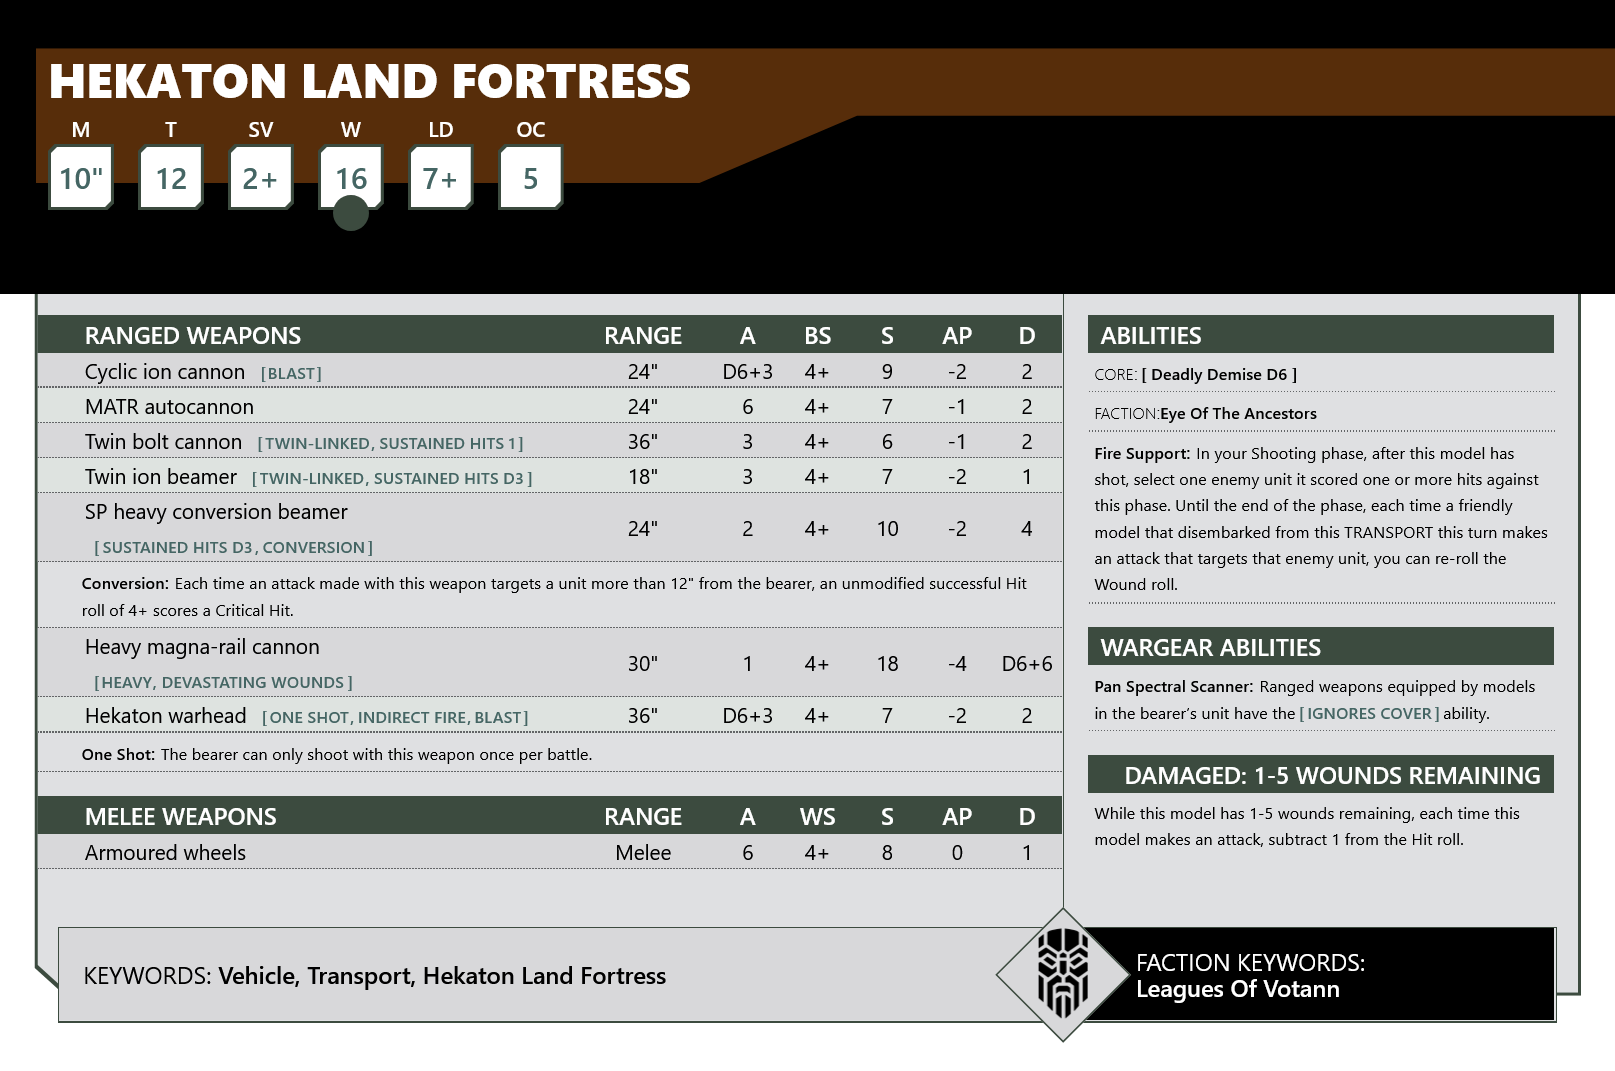 HEKATON LAND FORTRESS
M T SV W LD OC
10" 12 2+ 16 7+ 5
RANGED WEAPONS RANGE A BS S AP D
Cyclic ion cannon [BLAST] 24" D6+3 4+ 9 -2 2
MATR autocannon 24" 6 4+ 7 -1 2
Twin bolt cannon [TWIN-LINKED, SUSTAINED HITS 1] 36" 3 4+ 6 -1 2
Twin ion beamer [TWIN-LINKED, SUSTAINED HITS D3] 18" 3 4+ 7 -2 1
SP heavy conversion beamer
[SUSTAINED HITS D3, CONVERSION] 24" 2 4+ 10 -2 4
Conversion: Each time an attack made with this weapon targets a unit more than 12" from the bearer, an unmodified successful Hit
roll of 4+ scores a Critical Hit.
Heavy magna-rail cannon
[HEAVY, DEVASTATING WOUNDS] 30" 1 4+ 18 -4 D6+6
Hekaton warhead [ONE SHOT, INDIRECT FIRE, BLAST] 36" D6+3 4+ 7 -2 2
One Shot: The bearer can only shoot with this weapon once per battle.
MELEE WEAPONS RANGE A WS S AP D
Armoured wheels Melee 6 4+ 8 0 1
ABILITIES
CORE: [ Deadly Demise D6 ]
FACTION:Eye Of The Ancestors
Fire Support: In your Shooting phase, after this model has
shot, select one enemy unit it scored one or more hits against
this phase. Until the end of the phase, each time a friendly
model that disembarked from this TRANSPORT this turn makes
an attack that targets that enemy unit, you can re-roll the
Wound roll.
WARGEAR ABILITIES
Pan Spectral Scanner: Ranged weapons equipped by models
in the bearer's unit have the [IGNORES COVER] ability.
DAMAGED: 1-5 WOUNDS REMAINING
While this model has 1-5 wounds remaining, each time this
model makes an attack, subtract 1 from the Hit roll.
KEYWORDS: Vehicle, Transport, Hekaton Land Fortress
FACTION KEYWORDS:
Leagues Of Votann